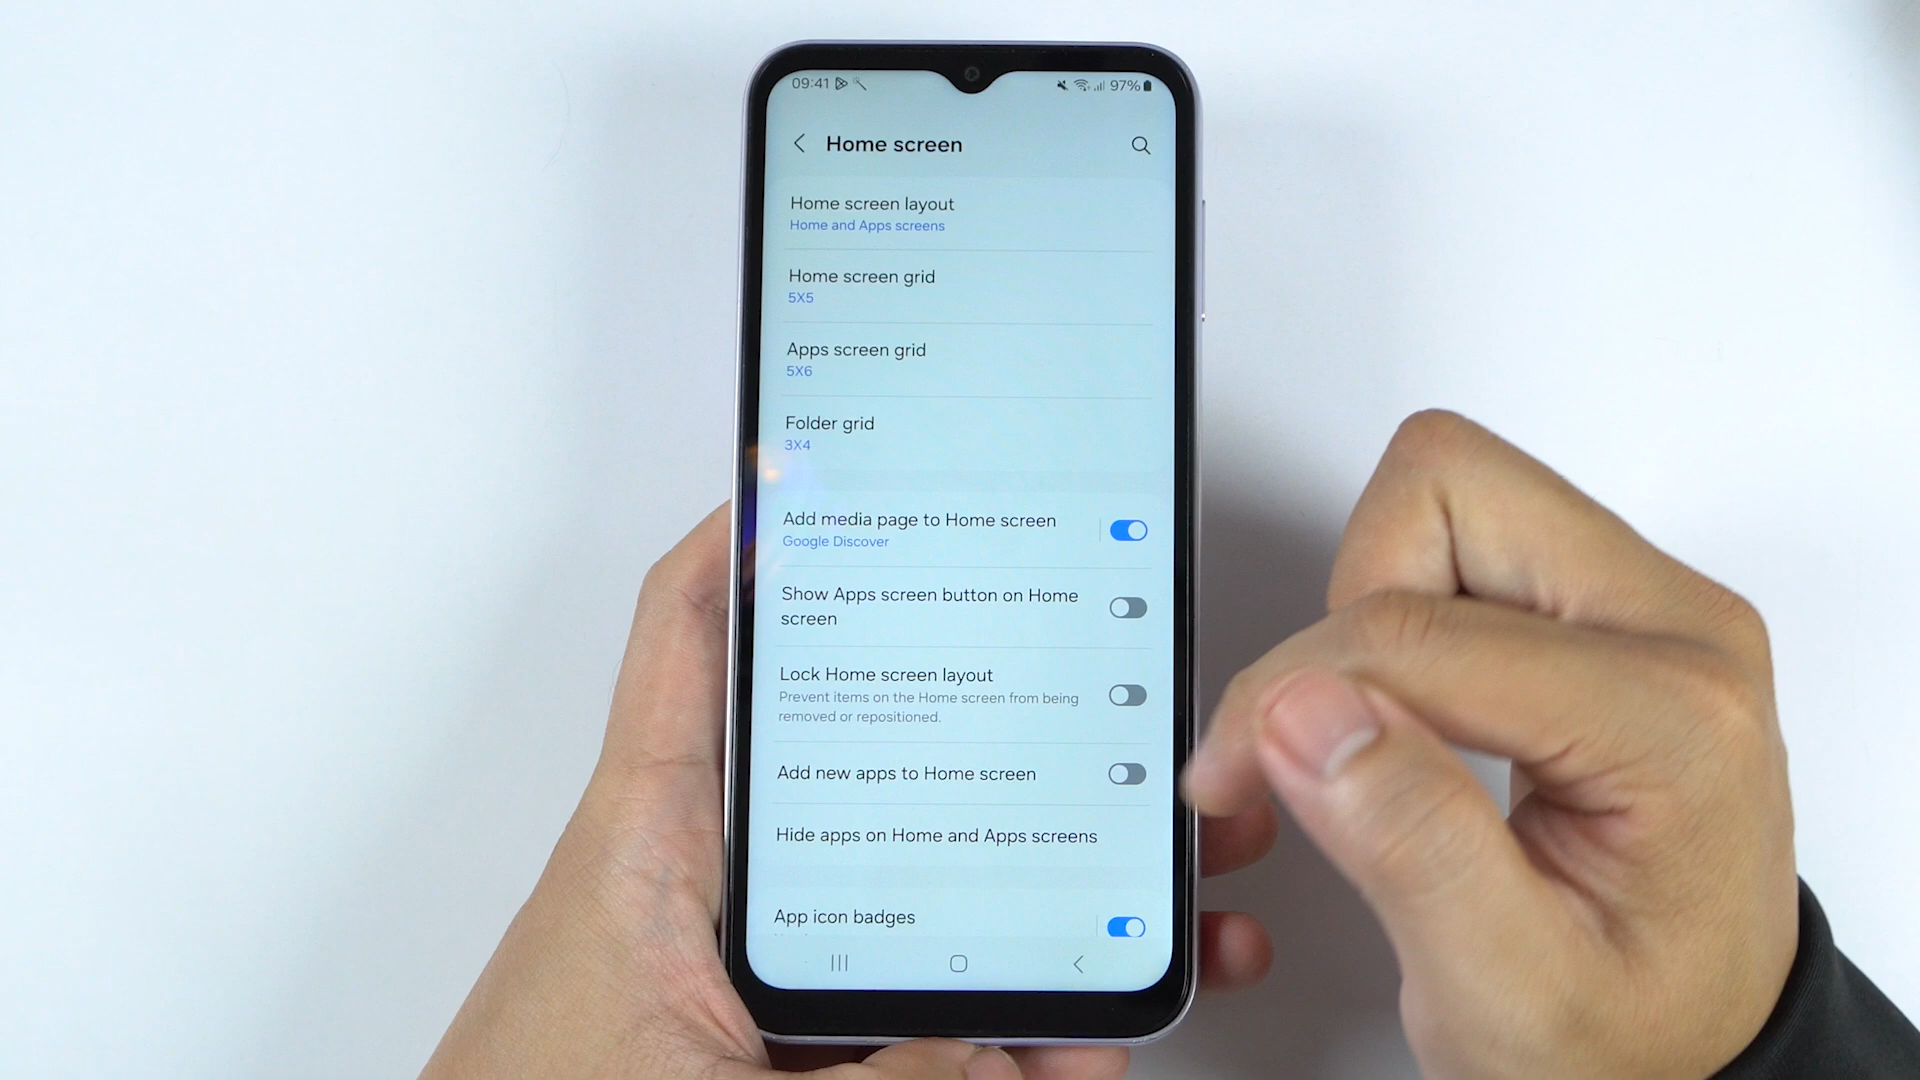 09:41
97%
Home screen
Home screen layout
Home and Apps screens
Home screen grid
5X5
Apps screen grid
5X6
Folder grid
3X4
Add media page to Home screen
Google Discover
Show Apps screen button on Home
screen
Lock Home screen layout
Prevent items on the Home screen from being
removed or repositioned.
Add new apps to Home screen
Hide apps on Home and Apps screens
App icon badges